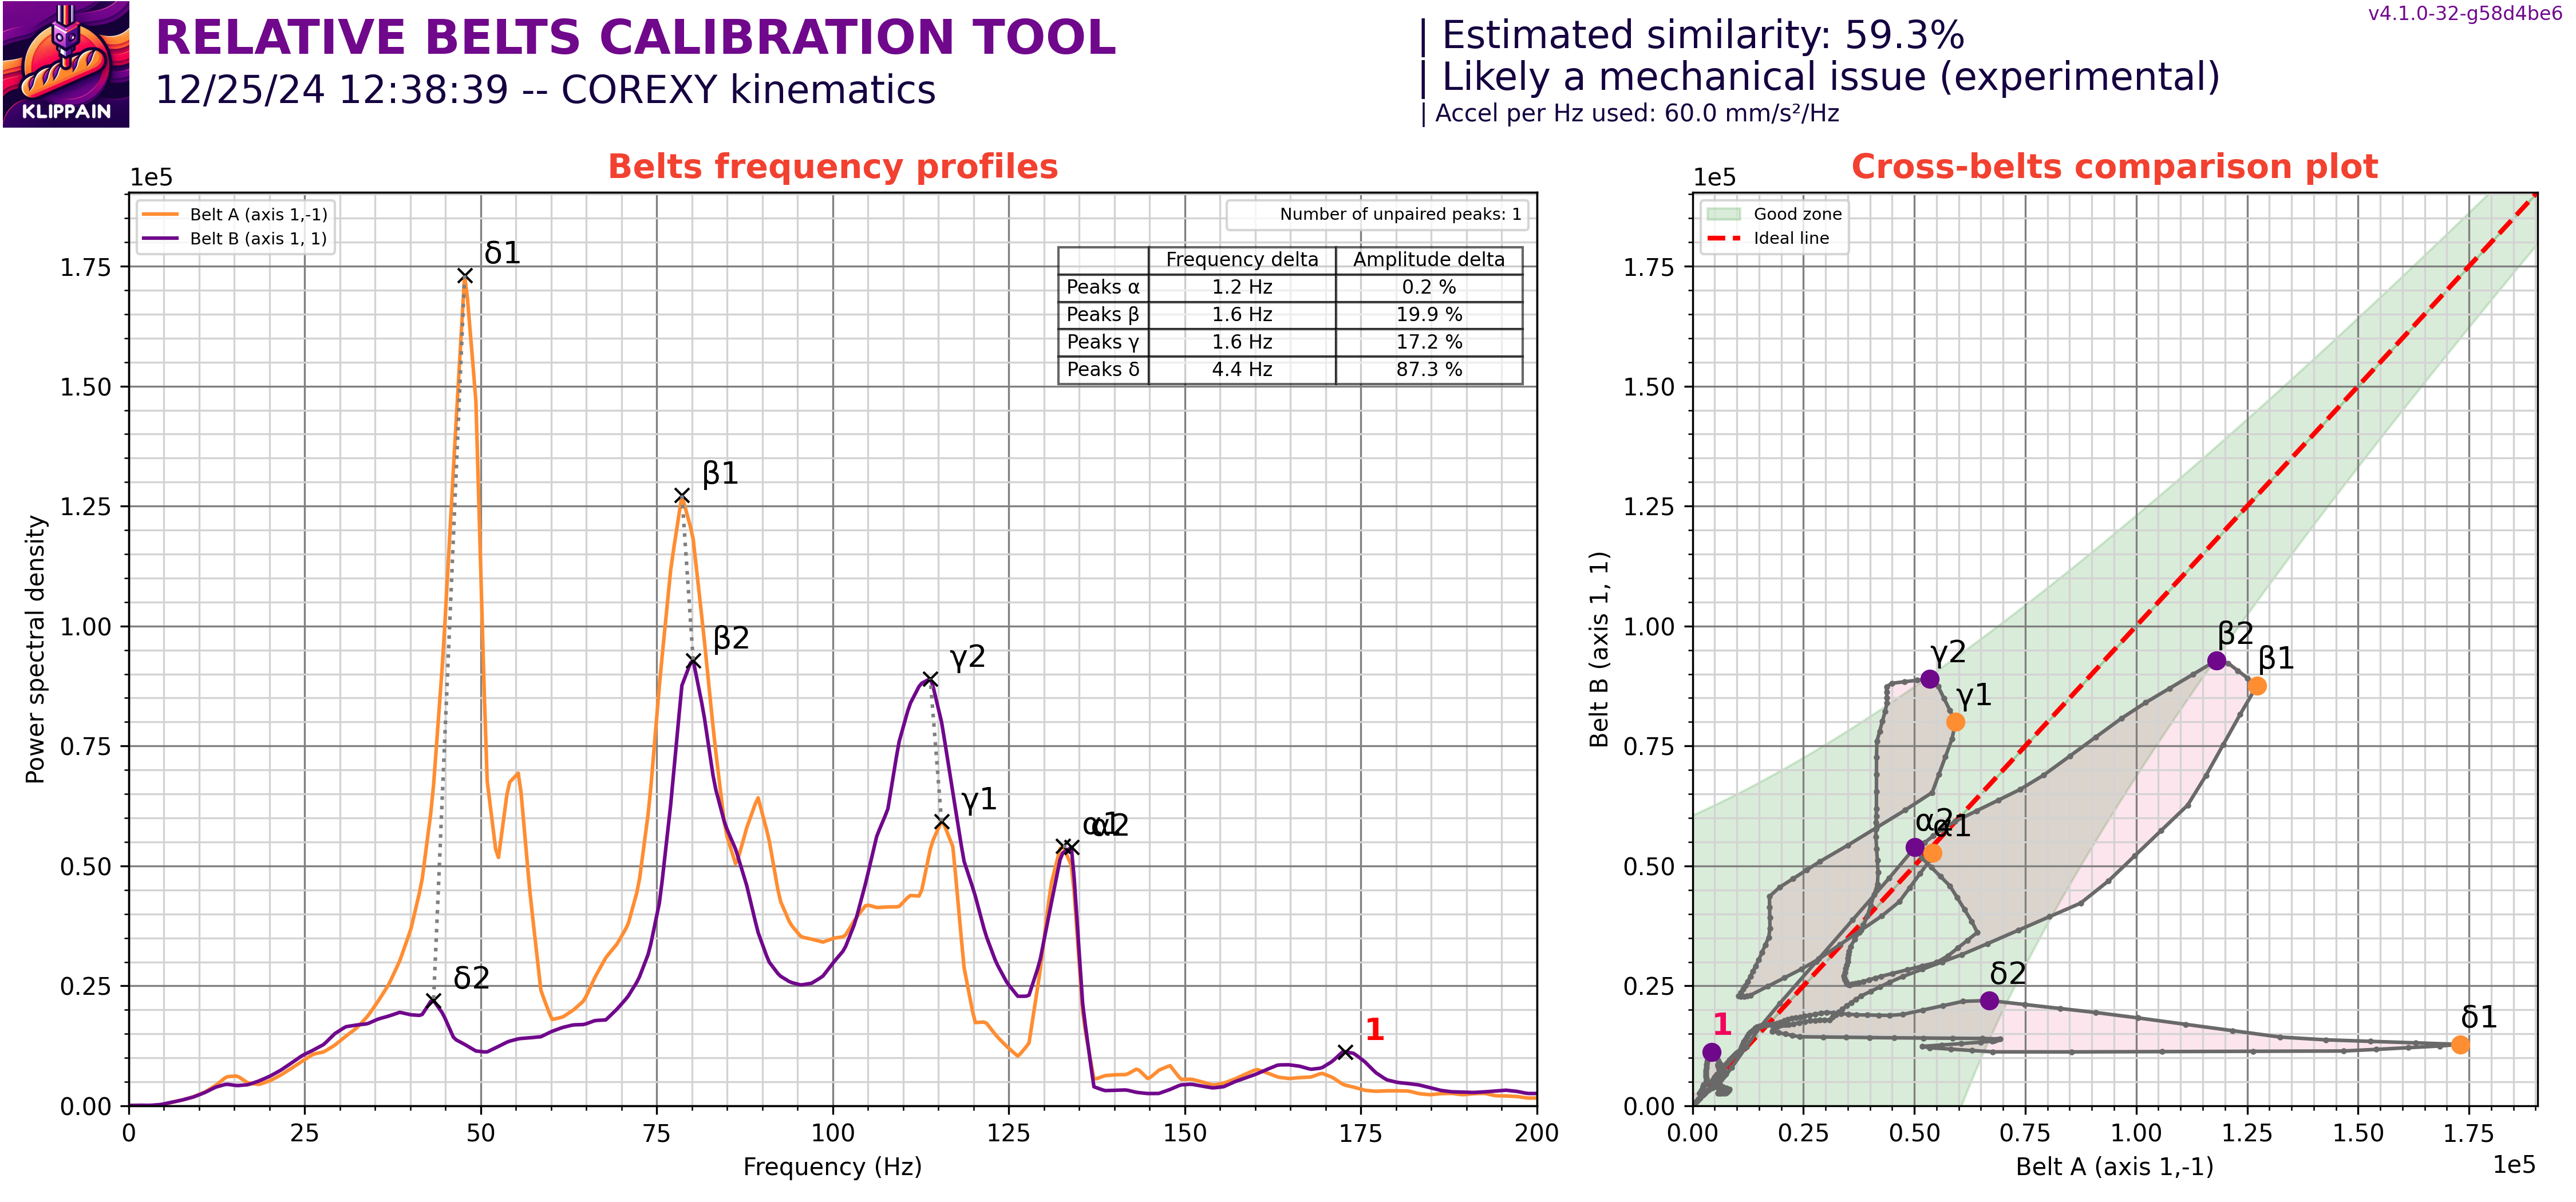 v4.1.0-32-g58d4be6
KLIPPAIN
RELATIVE BELTS CALIBRATION TOOL
12/25/24 12:38:39 -- COREXY kinematics
| Estimated similarity: 59.3%
| Likely a mechanical issue (experimental)
| Accel per Hz used: 60.0 mm/s²/Hz
Belts frequency profiles
1e5
Belt A (axis 1,-1)
Belt B (axis 1, 1)
Number of unpaired peaks: 1
Frequency delta Amplitude delta
Peaks α 1.2 Hz 0.2 %
Peaks β 1.6 Hz 19.9 %
Peaks γ 1.6 Hz 17.2 %
Peaks δ 4.4 Hz 87.3 %
δ1
β1
β2
γ2
γ1
α1
α2
δ2
1
1.75
1.50
1.25
1.00
0.75
0.50
0.25
0.00
Power spectral density
0 25 50 75 100 125 150 175 200
Frequency (Hz)
Cross-belts comparison plot
1e5
Good zone
Ideal line
γ2
γ1
β2
β1
α2
α1
δ2
δ1
1
1.75
1.50
1.25
1.00
0.75
0.50
0.25
0.00
Belt B (axis 1, 1)
0.00 0.25 0.50 0.75 1.00 1.25 1.50 1.75
Belt A (axis 1,-1)
1e5